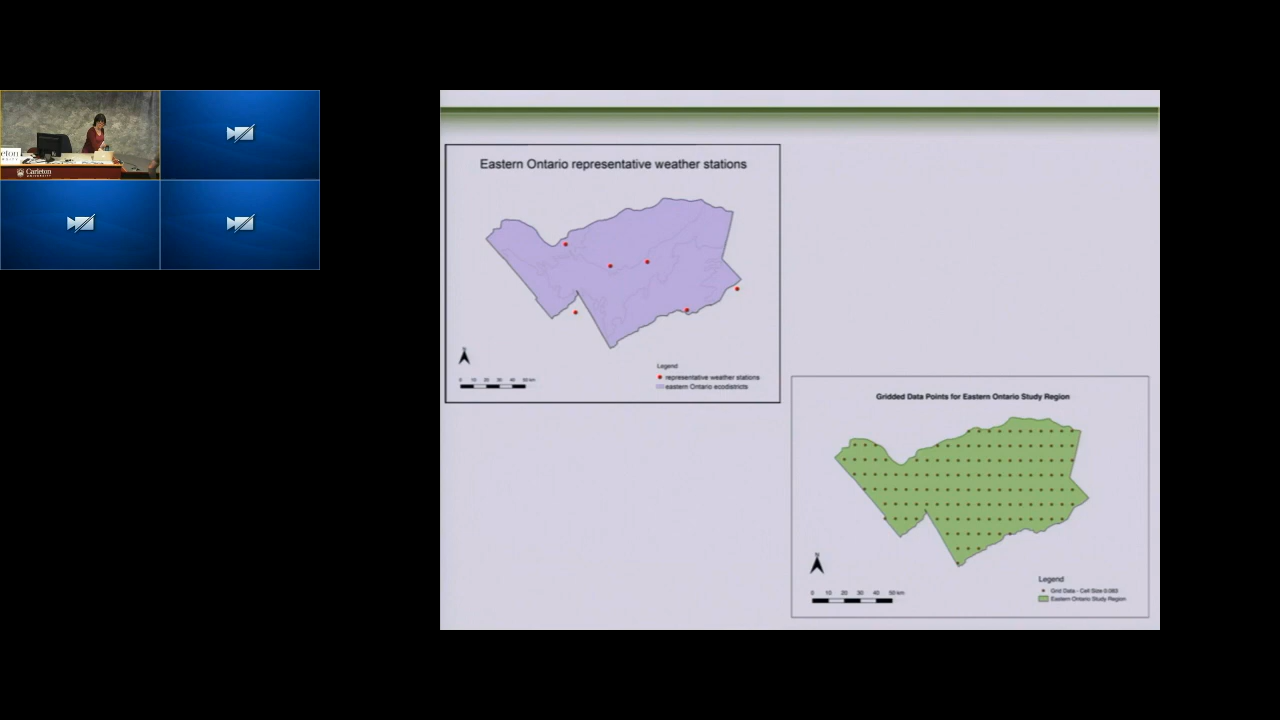 eton
Carleton
UNIVERSITY
Eastern Ontario representative weather stations
N
0 10 20 30 40 50 km
Legend
representative weather stations
eastern Ontario ecodistricts
Gridded Data Points for Eastern Ontario Study Region
N
0 10 20 30 40 50 km
Legend
Grid Data - Cell Size 0.083
Eastern Ontario Study Region